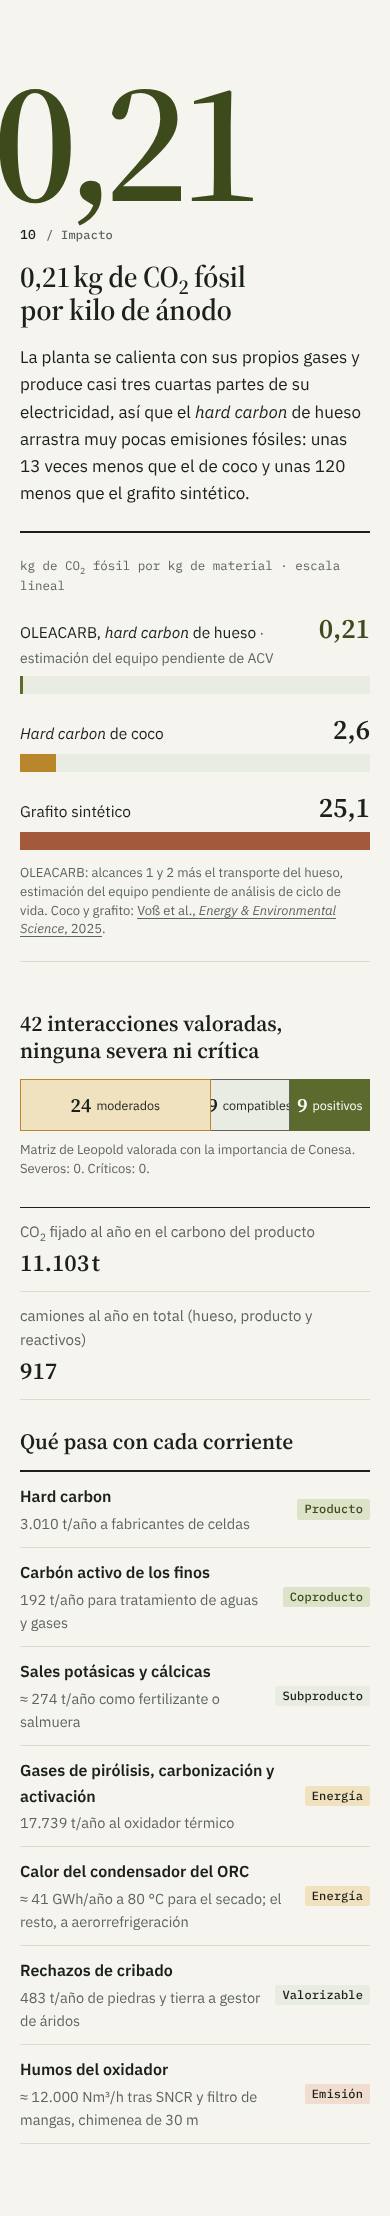 0,21
10 / Impacto
0,21 kg de CO₂ fósil
por kilo de ánodo
La planta se calienta con sus propios gases y
produce casi tres cuartas partes de su
electricidad, así que el hard carbon de hueso
arrastra muy pocas emisiones fósiles: unas
13 veces menos que el de coco y unas 120
menos que el grafito sintético.
kg de CO₂ fósil por kg de material · escala
lineal
OLEACARB, hard carbon de hueso · 0,21
estimación del equipo pendiente de ACV
Hard carbon de coco 2,6
Grafito sintético 25,1
OLEACARB: alcances 1 y 2 más el transporte del hueso,
estimación del equipo pendiente de análisis de ciclo de
vida. Coco y grafito: Voß et al., Energy & Environmental
Science, 2025.
42 interacciones valoradas,
ninguna severa ni crítica
24 moderados 9 compatibles 9 positivos
Matriz de Leopold valorada con la importancia de Conesa.
Severos: 0. Críticos: 0.
CO₂ fijado al año en el carbono del producto
11.103 t
camiones al año en total (hueso, producto y
reactivos)
917
Qué pasa con cada corriente
Hard carbon
3.010 t/año a fabricantes de celdas
Producto
Carbón activo de los finos
192 t/año para tratamiento de aguas
y gases
Coproducto
Sales potásicas y cálcicas
≈ 274 t/año como fertilizante o
salmuera
Subproducto
Gases de pirólisis, carbonización y
activación
17.739 t/año al oxidador térmico
Energía
Calor del condensador del ORC
≈ 41 GWh/año a 80 °C para el secado; el
resto, a aerorrefrigeración
Energía
Rechazos de cribado
483 t/año de piedras y tierra a gestor
de áridos
Valorizable
Humos del oxidador
≈ 12.000 Nm³/h tras SNCR y filtro de
mangas, chimenea de 30 m
Emisión